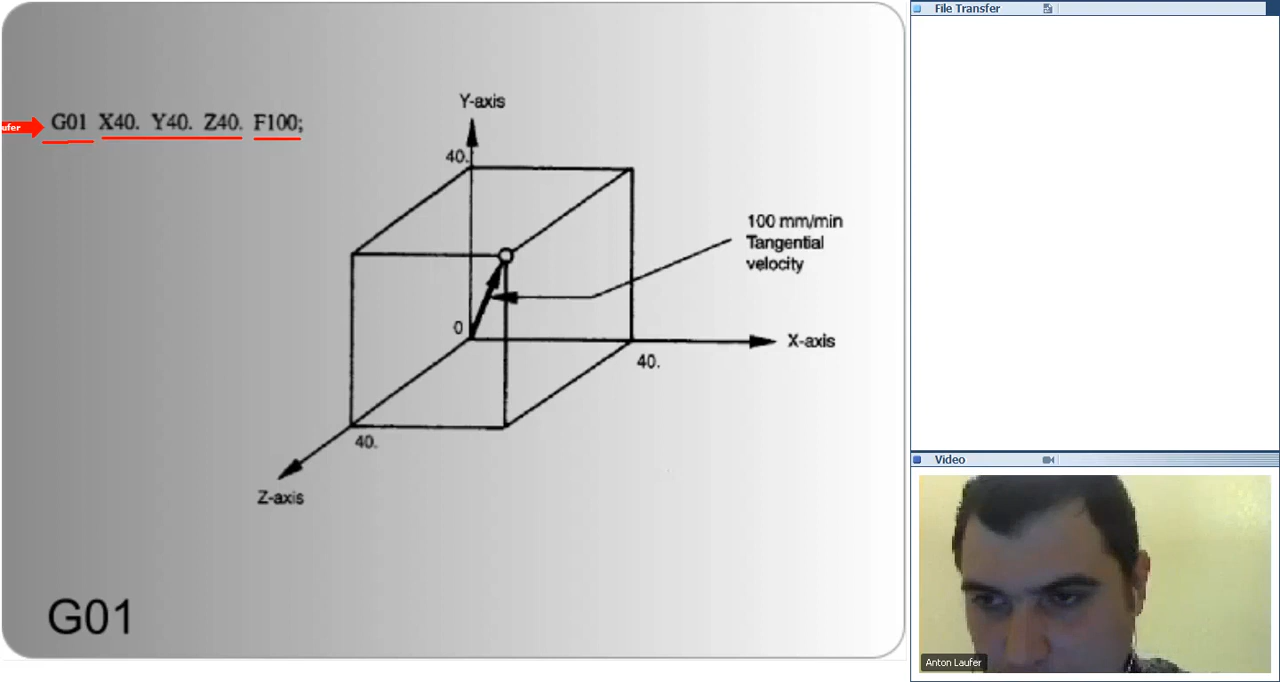 File Transfer
ufer
G01 X40. Y40. Z40. F100;
Y-axis
40.
100 mm/min
Tangential
velocity
0
X-axis
40.
40.
Z-axis
G01
Video
Anton Laufer